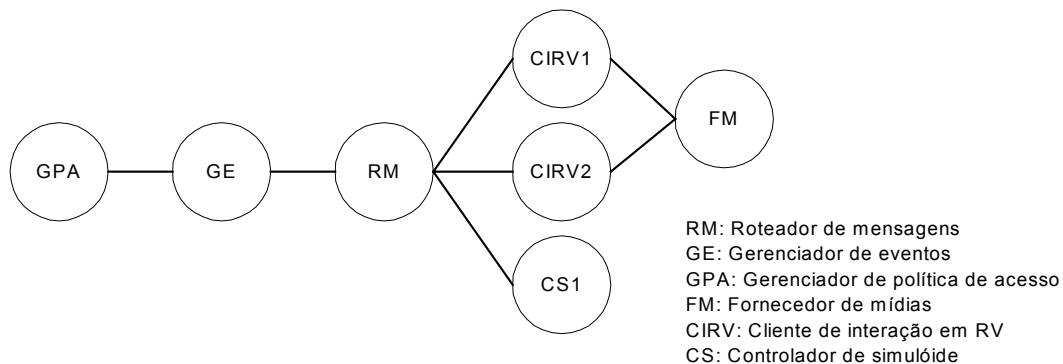 CIRV1
FM
GPA
GE
RM
CIRV2
CS1
RM: Roteador de mensagens
GE: Gerenciador de eventos
GPA: Gerenciador de política de acesso
FM: Fornecedor de mídias
CIRV: Cliente de interação em RV
CS: Controlador de simulóide